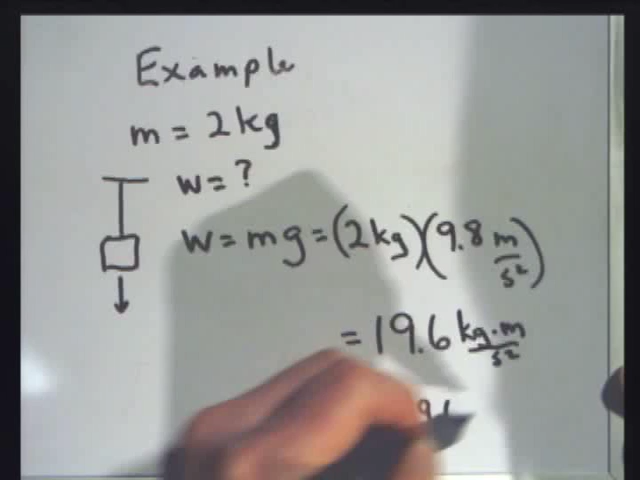 Example
m = 2kg
w = ?
w = mg = (2kg)(9.8 m/s²)
= 19.6 kg·m/s²